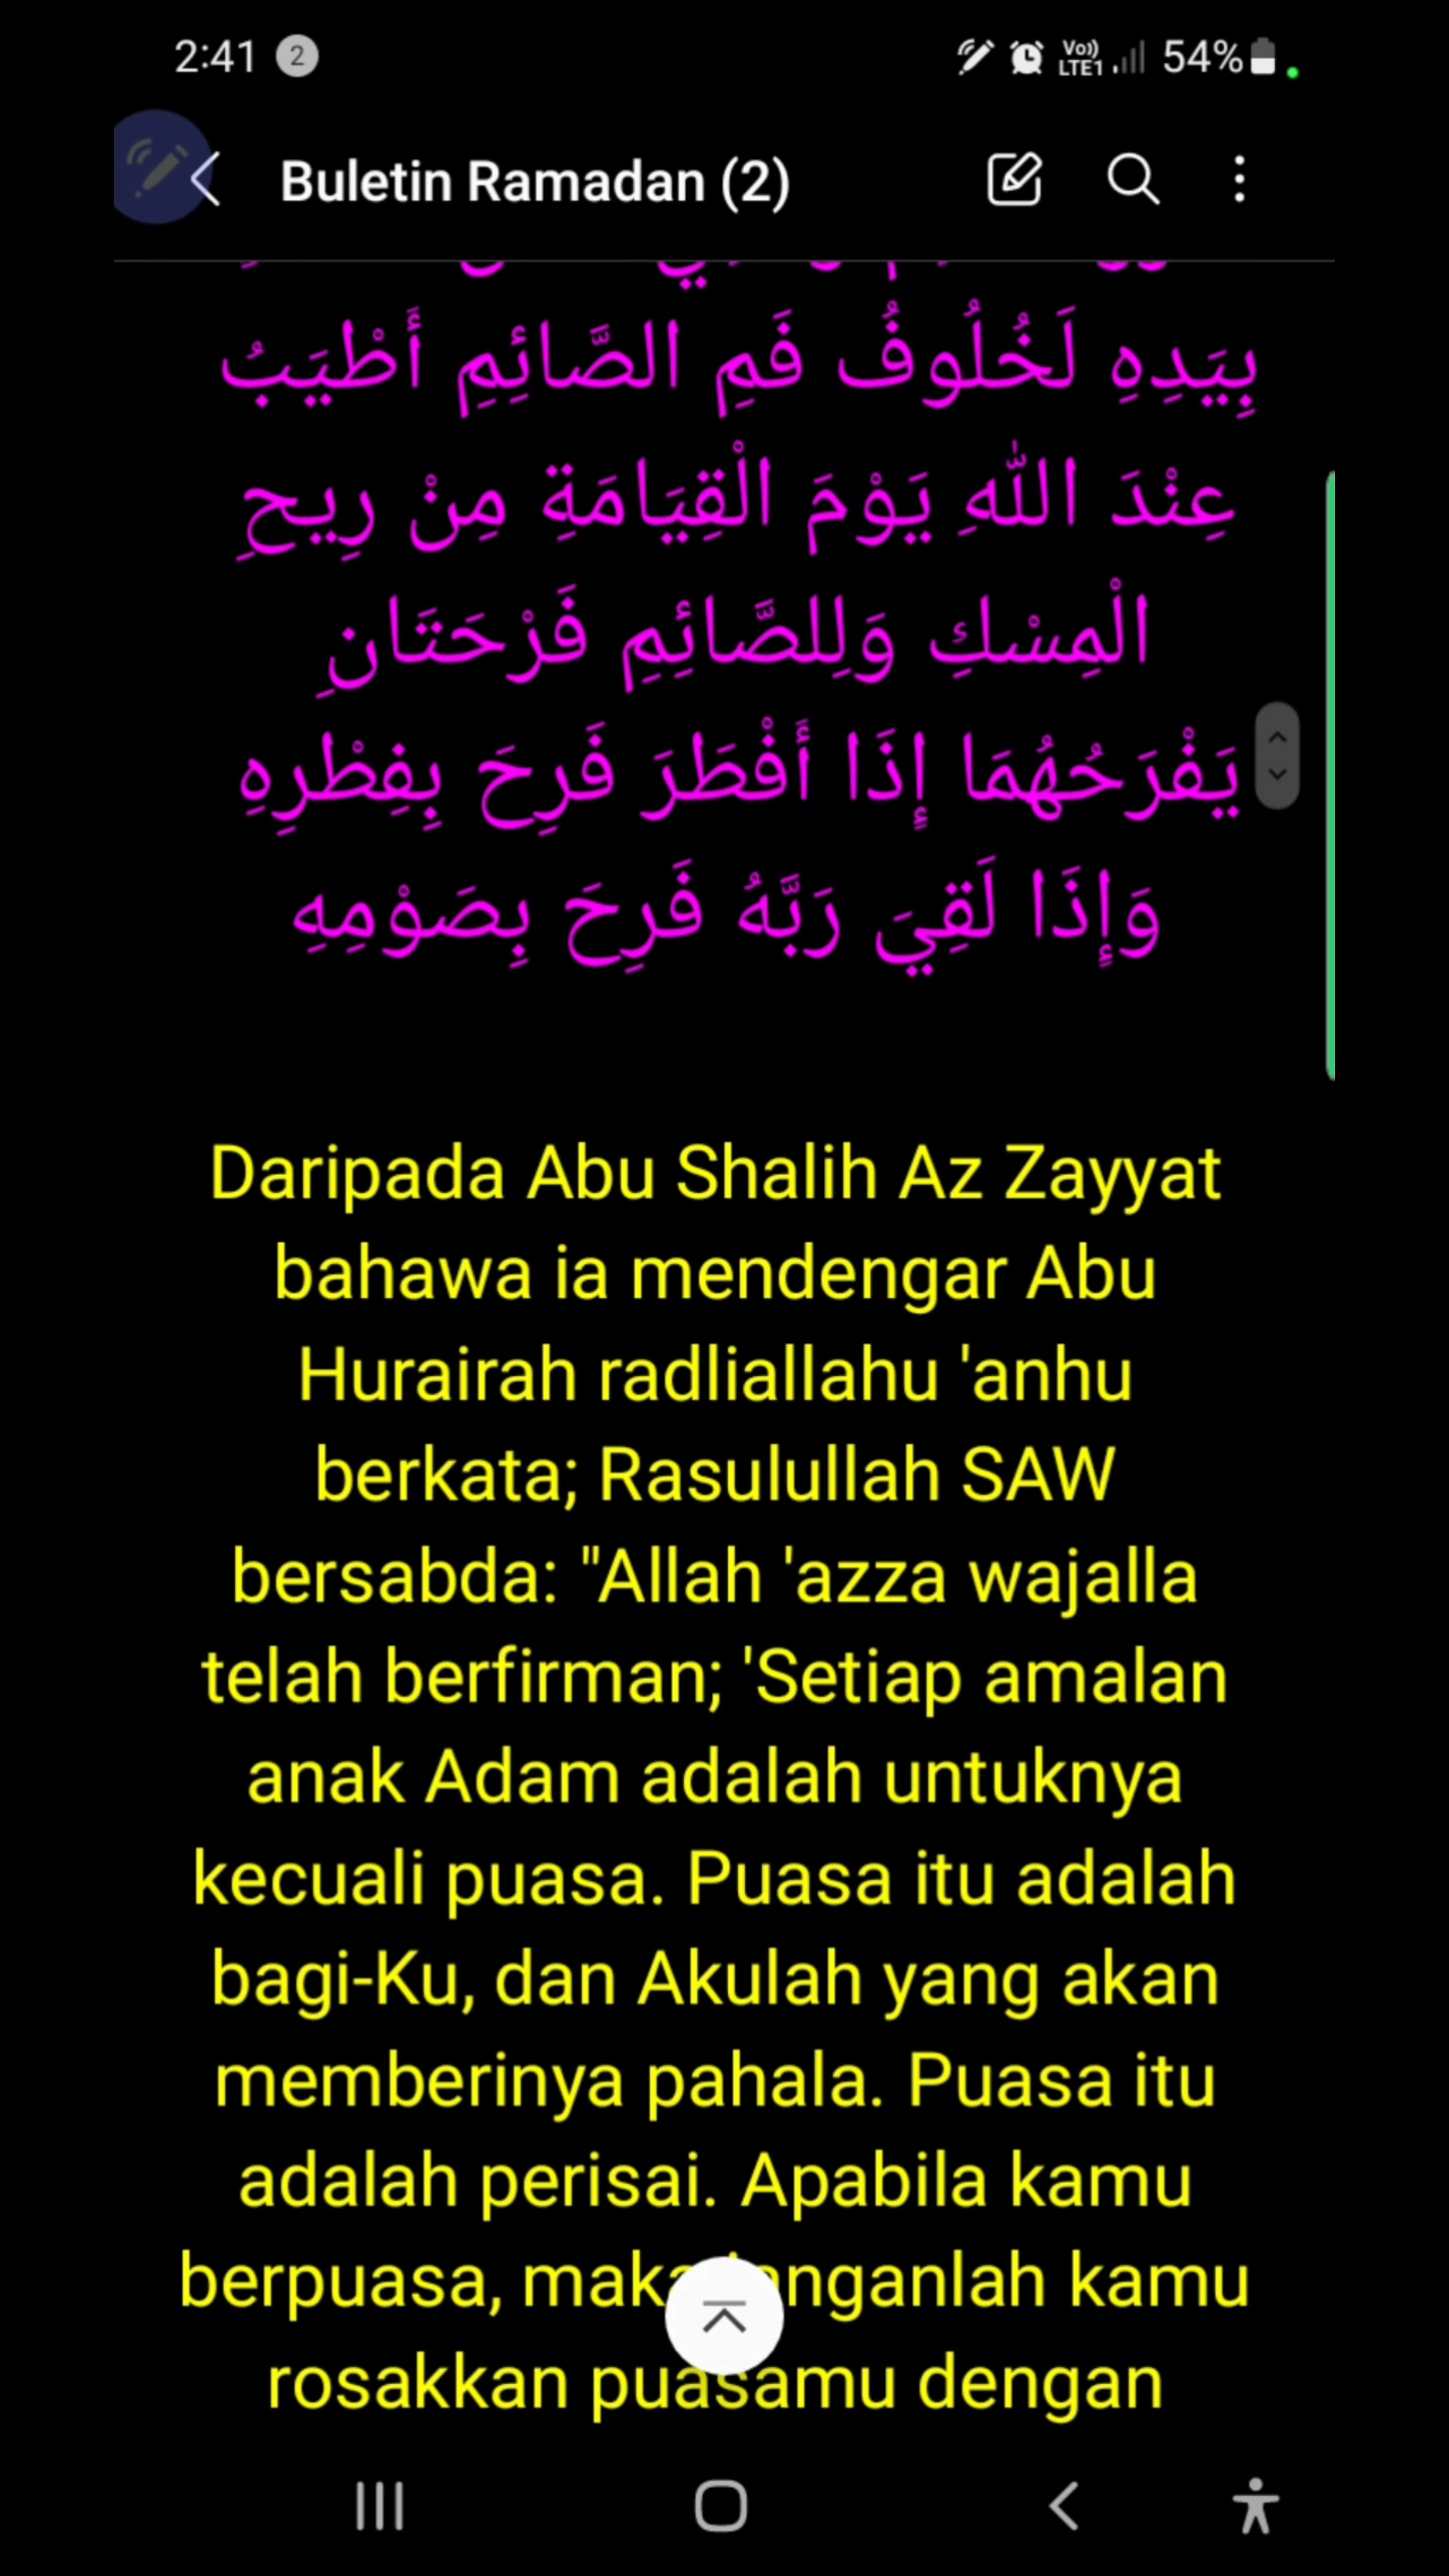 2:41 2 Vo)) LTE1 54%
Buletin Ramadan (2)
بِيَدِهِ لَخُلُوفُ فَمِ الصَّائِمِ أَطْيَبُ
عِنْدَ اللَّهِ يَوْمَ الْقِيَامَةِ مِنْ رِيحِ
الْمِسْكِ وَلِلصَّائِمِ فَرْحَتَانِ
يَفْرَحُهُمَا إِذَا أَفْطَرَ فَرِحَ بِفِطْرِهِ
وَإِذَا لَقِيَ رَبَّهُ فَرِحَ بِصَوْمِهِ
Daripada Abu Shalih Az Zayyat
bahawa ia mendengar Abu
Hurairah radliallahu 'anhu
berkata; Rasulullah SAW
bersabda: "Allah 'azza wajalla
telah berfirman; 'Setiap amalan
anak Adam adalah untuknya
kecuali puasa. Puasa itu adalah
bagi-Ku, dan Akulah yang akan
memberinya pahala. Puasa itu
adalah perisai. Apabila kamu
berpuasa, maka janganlah kamu
rosakkan puasamu dengan